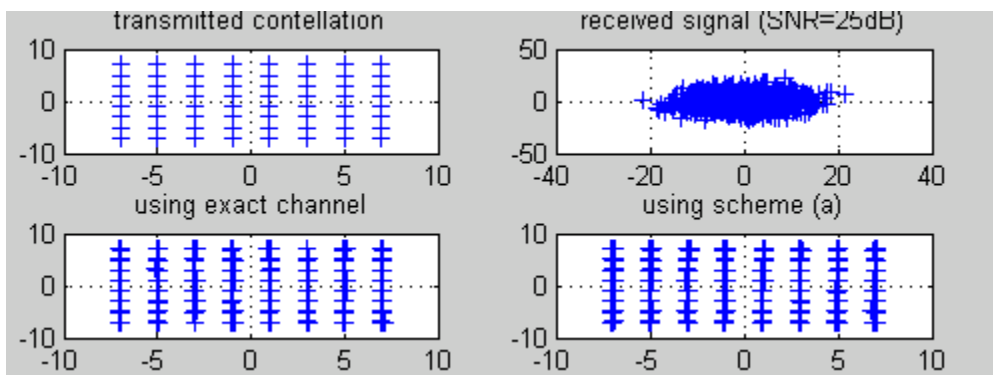 transmitted contellation
10
0
-10
-10 -5 0 5 10
received signal (SNR=25dB)
50
0
-50
-40 -20 0 20 40
using exact channel
10
0
-10
-10 -5 0 5 10
using scheme (a)
10
0
-10
-10 -5 0 5 10